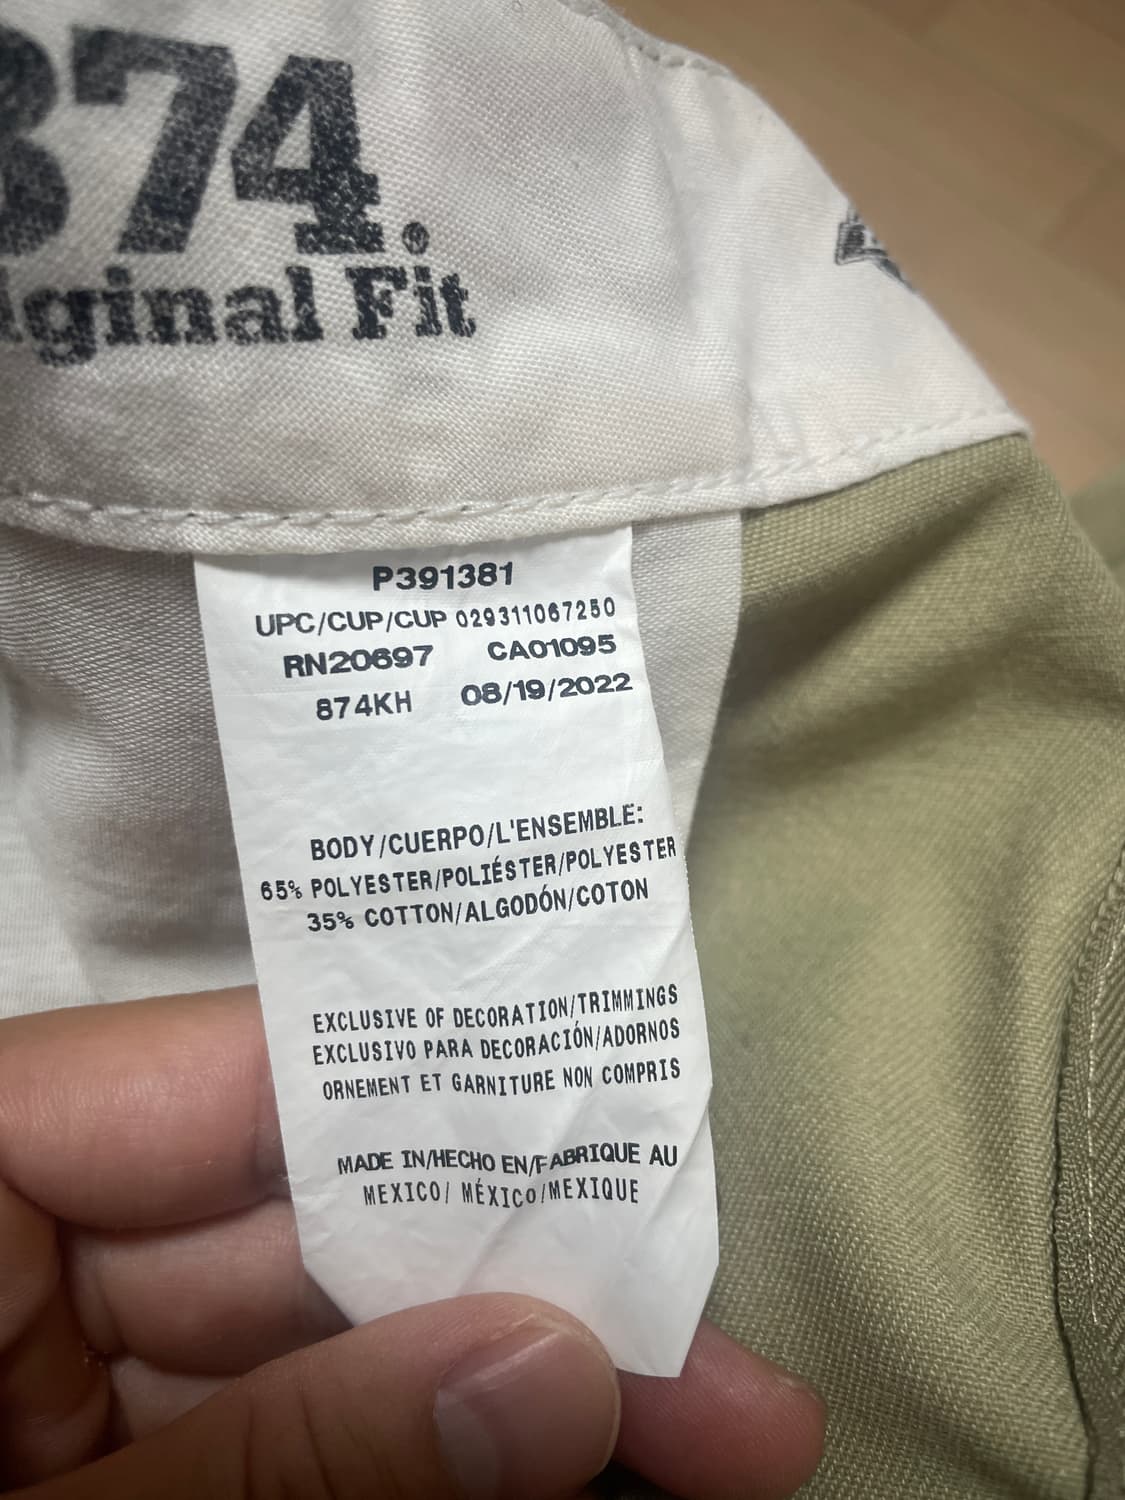 874.®
Original Fit
P391381
UPC/CUP/CUP 029311067250
RN20697 CA01095
874KH 08/19/2022
BODY/CUERPO/L'ENSEMBLE:
65% POLYESTER/POLIÉSTER/POLYESTER
35% COTTON/ALGODÓN/COTON
EXCLUSIVE OF DECORATION/TRIMMINGS
EXCLUSIVO PARA DECORACIÓN/ADORNOS
ORNEMENT ET GARNITURE NON COMPRIS
MADE IN/HECHO EN/FABRIQUE AU
MEXICO/ MÉXICO/MEXIQUE